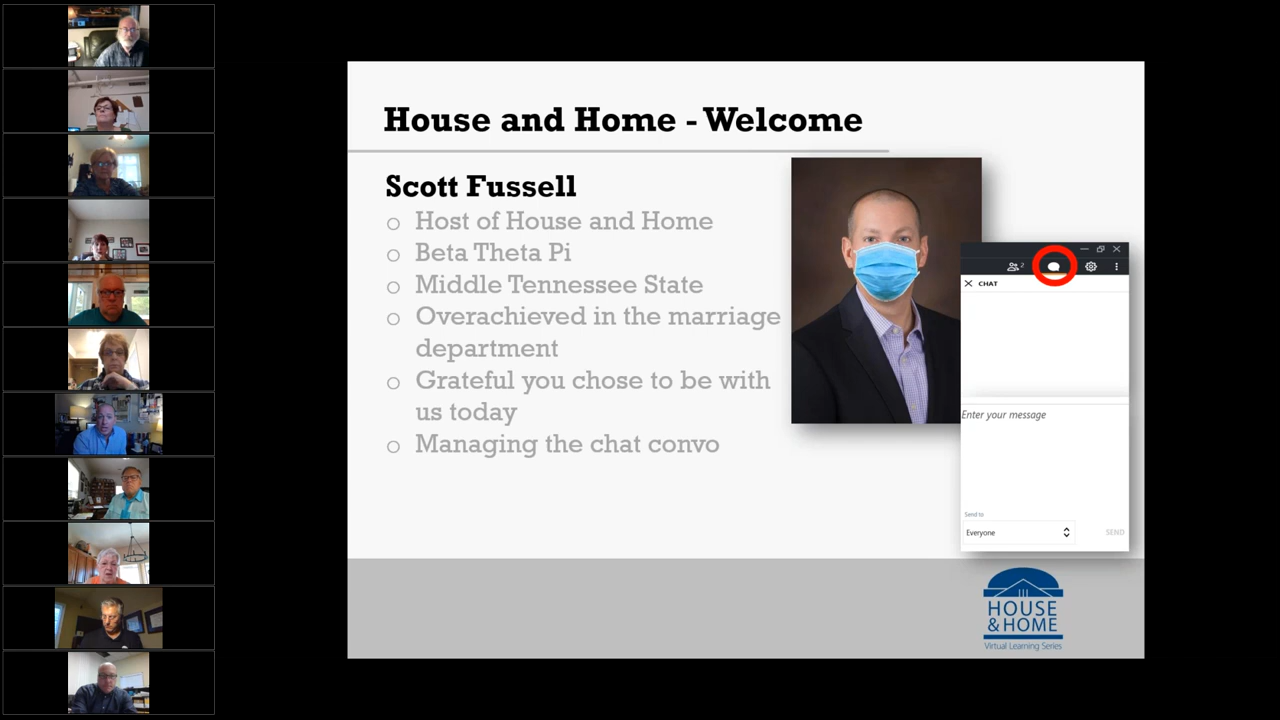 House and Home - Welcome
Scott Fussell
Host of House and Home
Beta Theta Pi
Middle Tennessee State
Overachieved in the marriage
department
Grateful you chose to be with
us today
Managing the chat convo
2
CHAT
Enter your message
Send to
Everyone
SEND
HOUSE
& HOME
Virtual Learning Series